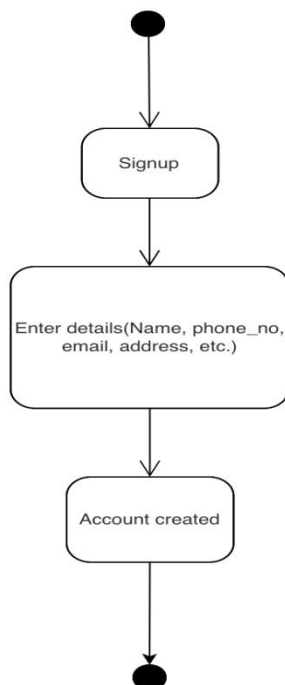 Signup
Enter details(Name, phone_no,
email, address, etc.)
Account created